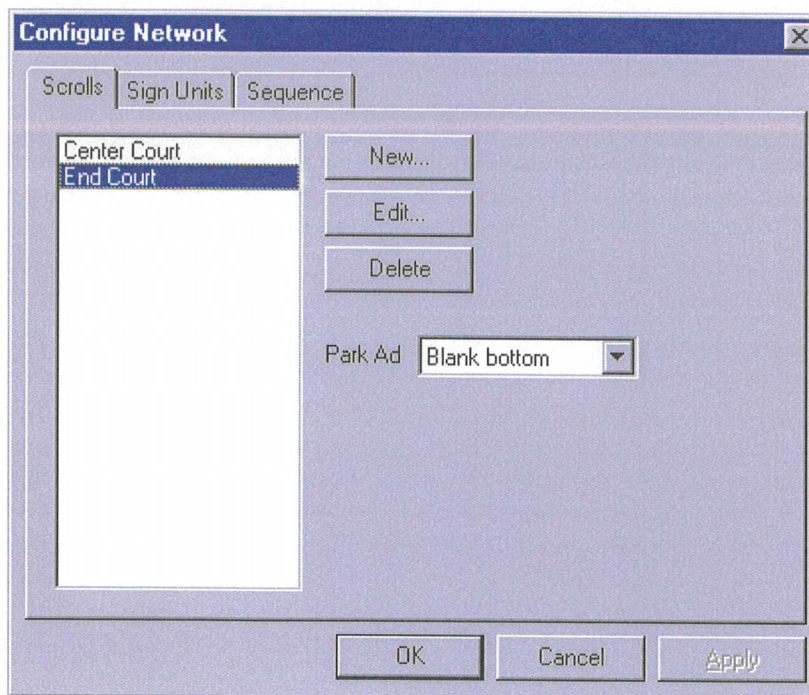 Configure Network
Scrolls Sign Units Sequence
Center Court
End Court
New...
Edit...
Delete
Park Ad Blank bottom
OK Cancel Apply